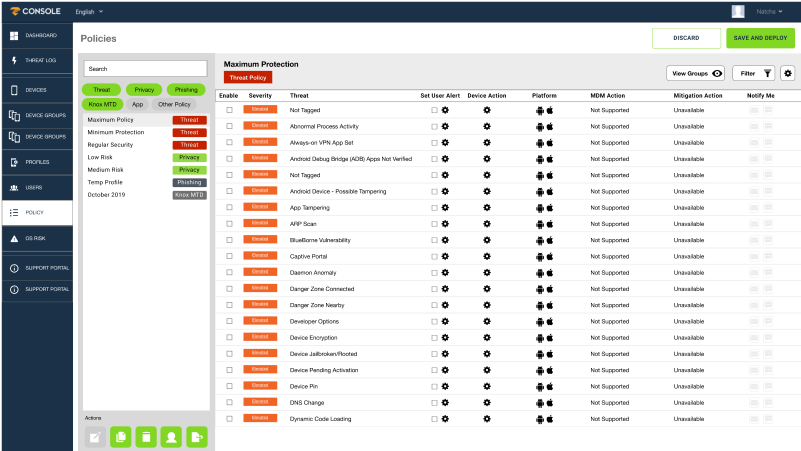 CONSOLE English Natcha
DASHBOARD
THREAT LOG
DEVICES
DEVICE GROUPS
DEVICE GROUPS
PROFILES
USERS
POLICY
OS RISK
SUPPORT PORTAL
SUPPORT PORTAL
Policies DISCARD SAVE AND DEPLOY
Search
Threat Privacy Phishing
Knox MTD App Other Policy
Maximum Policy Threat
Minimum Protection Threat
Regular Security Threat
Low Risk Privacy
Medium Risk Privacy
Temp Profile Phishing
October 2019 Knox MTD
Actions
Maximum Protection
Threat Policy View Groups Filter
Enable Severity Threat Set User Alert Device Action Platform MDM Action Mitigation Action Notify Me
Elevated Not Tagged Not Supported Unavailable
Elevated Abnormal Process Activity Not Supported Unavailable
Elevated Always-on VPN App Set Not Supported Unavailable
Elevated Android Debug Bridge (ADB) Apps Not Verified Not Supported Unavailable
Elevated Not Tagged Not Supported Unavailable
Elevated Android Device - Possible Tampering Not Supported Unavailable
Elevated App Tampering Not Supported Unavailable
Elevated ARP Scan Not Supported Unavailable
Elevated BlueBorne Vulnerability Not Supported Unavailable
Elevated Captive Portal Not Supported Unavailable
Elevated Daemon Anomaly Not Supported Unavailable
Elevated Danger Zone Connected Not Supported Unavailable
Elevated Danger Zone Nearby Not Supported Unavailable
Elevated Developer Options Not Supported Unavailable
Elevated Device Encryption Not Supported Unavailable
Elevated Device Jailbroken/Rooted Not Supported Unavailable
Elevated Device Pending Activation Not Supported Unavailable
Elevated Device Pin Not Supported Unavailable
Elevated DNS Change Not Supported Unavailable
Elevated Dynamic Code Loading Not Supported Unavailable